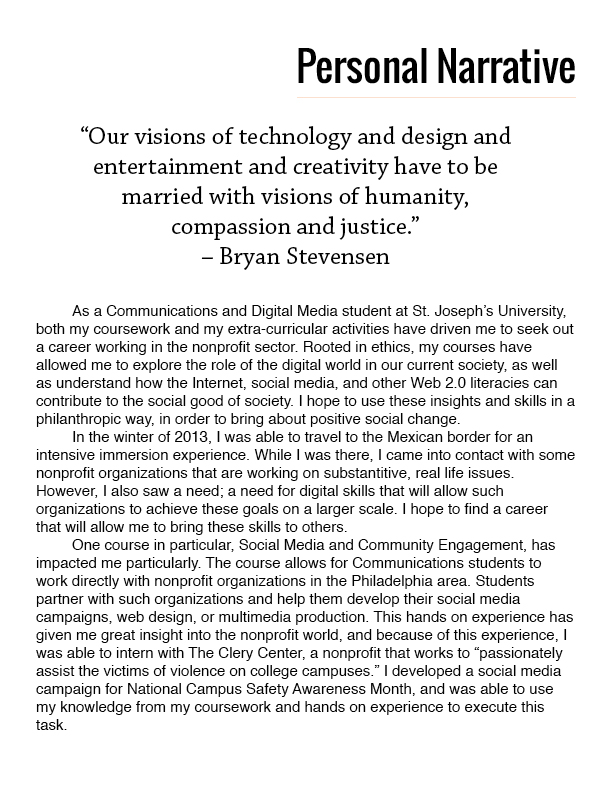 Personal Narrative
“Our visions of technology and design and
entertainment and creativity have to be
married with visions of humanity,
compassion and justice.”
– Bryan Stevensen
As a Communications and Digital Media student at St. Joseph’s University,
both my coursework and my extra-curricular activities have driven me to seek out
a career working in the nonprofit sector. Rooted in ethics, my courses have
allowed me to explore the role of the digital world in our current society, as well
as understand how the Internet, social media, and other Web 2.0 literacies can
contribute to the social good of society. I hope to use these insights and skills in a
philanthropic way, in order to bring about positive social change.
In the winter of 2013, I was able to travel to the Mexican border for an
intensive immersion experience. While I was there, I came into contact with some
nonprofit organizations that are working on substantitive, real life issues.
However, I also saw a need; a need for digital skills that will allow such
organizations to achieve these goals on a larger scale. I hope to find a career
that will allow me to bring these skills to others.
One course in particular, Social Media and Community Engagement, has
impacted me particularly. The course allows for Communications students to
work directly with nonprofit organizations in the Philadelphia area. Students
partner with such organizations and help them develop their social media
campaigns, web design, or multimedia production. This hands on experience has
given me great insight into the nonprofit world, and because of this experience, I
was able to intern with The Clery Center, a nonprofit that works to “passionately
assist the victims of violence on college campuses.” I developed a social media
campaign for National Campus Safety Awareness Month, and was able to use
my knowledge from my coursework and hands on experience to execute this
task.